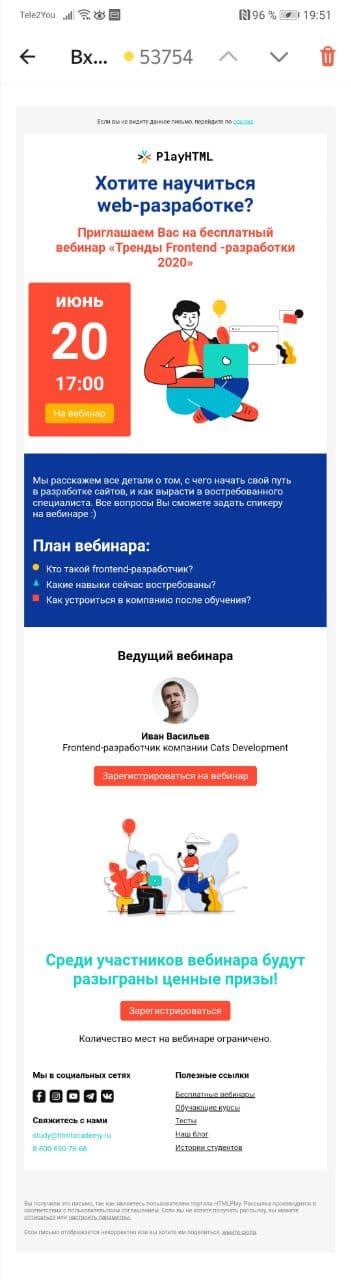 Tele2You 96 % 19:51
Вх... 53754
Если вы не видите данное письмо, перейдите по ссылке
PlayHTML
Хотите научиться
web-разработке?
Приглашаем Вас на бесплатный
вебинар «Тренды Frontend -разработки
2020»
ИЮНЬ
20
17:00
На вебинар
Мы расскажем все детали о том, с чего начать свой путь
в разработке сайтов, и как вырасти в востребованного
специалиста. Все вопросы Вы сможете задать спикеру
на вебинаре :)
План вебинара:
Кто такой frontend-разработчик?
Какие навыки сейчас востребованы?
Как устроиться в компанию после обучения?
Ведущий вебинара
Иван Васильев
Frontend-разработчик компании Cats Development
Зарегистрироваться на вебинар
Среди участников вебинара будут
разыграны ценные призы!
Зарегистрироваться
Количество мест на вебинаре ограничено.
Мы в социальных сетях
Свяжитесь с нами
study@htmlacademy.ru
8-800-690-76-68
Полезные ссылки
Бесплатные вебинары
Обучающие курсы
Тесты
Наш блог
Истории студентов
Вы получили это письмо, так как являетесь пользователем портала HTMLPlay. Рассылка производится в
соответствии с пользовательским соглашением. Если вы не хотите получать рассылку, вы можете
отписаться или настроить параметры.
Если письмо отображается некорректно или вы хотите им поделиться, жмите сюда.